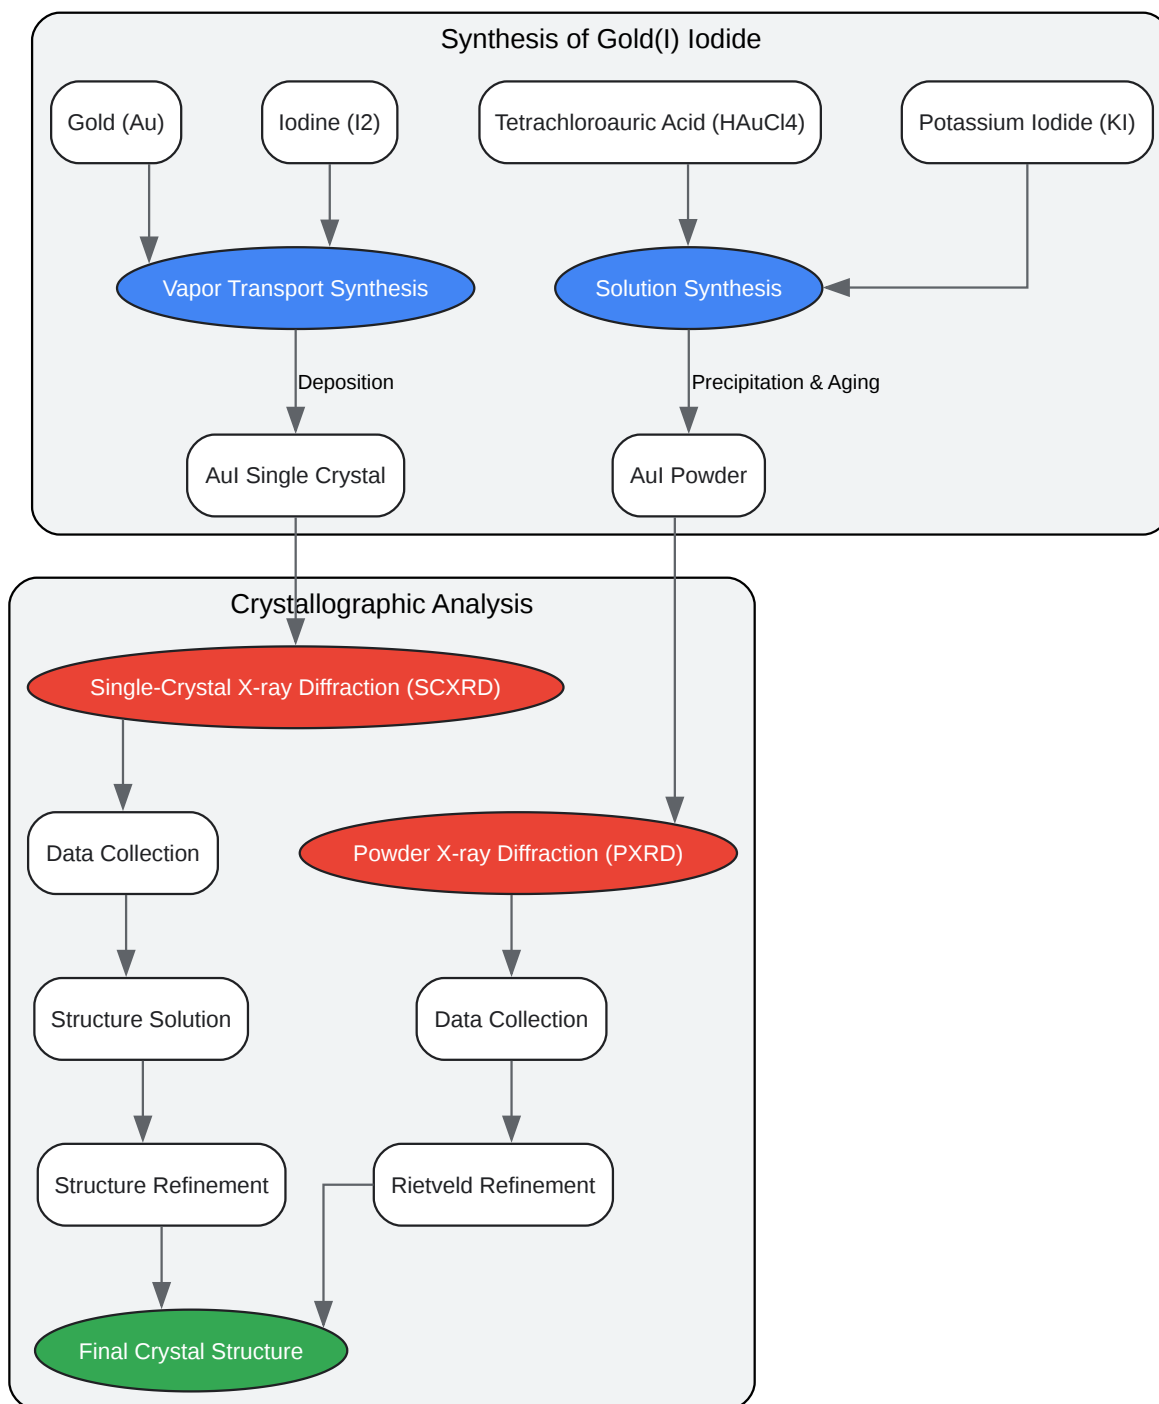 Synthesis of Gold(I) Iodide
Gold (Au)
Iodine (I2)
Tetrachloroauric Acid (HAuCl4)
Potassium Iodide (KI)
Vapor Transport Synthesis
Solution Synthesis
Deposition
Precipitation & Aging
AuI Single Crystal
AuI Powder
Crystallographic Analysis
Single-Crystal X-ray Diffraction (SCXRD)
Data Collection
Powder X-ray Diffraction (PXRD)
Structure Solution
Data Collection
Structure Refinement
Rietveld Refinement
Final Crystal Structure